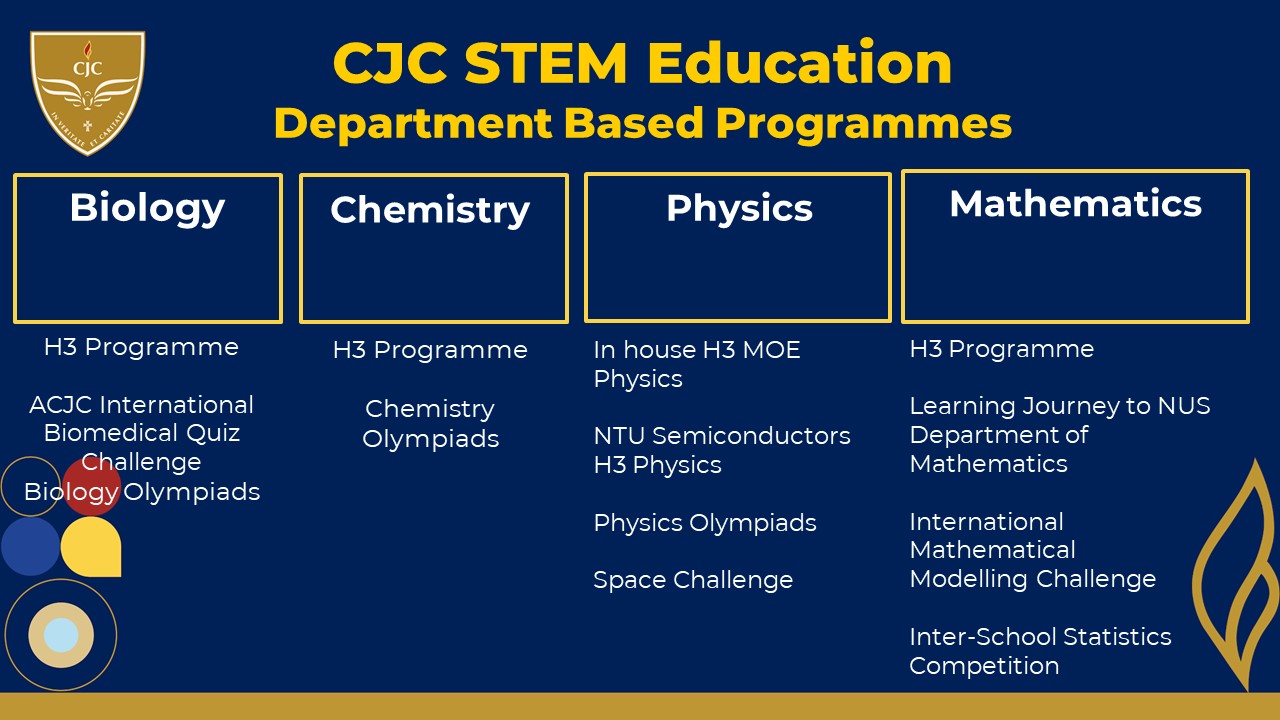 CJC
IN VERITATE ET CARITATE
CJC STEM Education
Department Based Programmes
Biology
H3 Programme
ACJC International
Biomedical Quiz
Challenge
Biology Olympiads
Chemistry
H3 Programme
Chemistry
Olympiads
Physics
In house H3 MOE
Physics
NTU Semiconductors
H3 Physics
Physics Olympiads
Space Challenge
Mathematics
H3 Programme
Learning Journey to NUS
Department of
Mathematics
International
Mathematical
Modelling Challenge
Inter-School Statistics
Competition